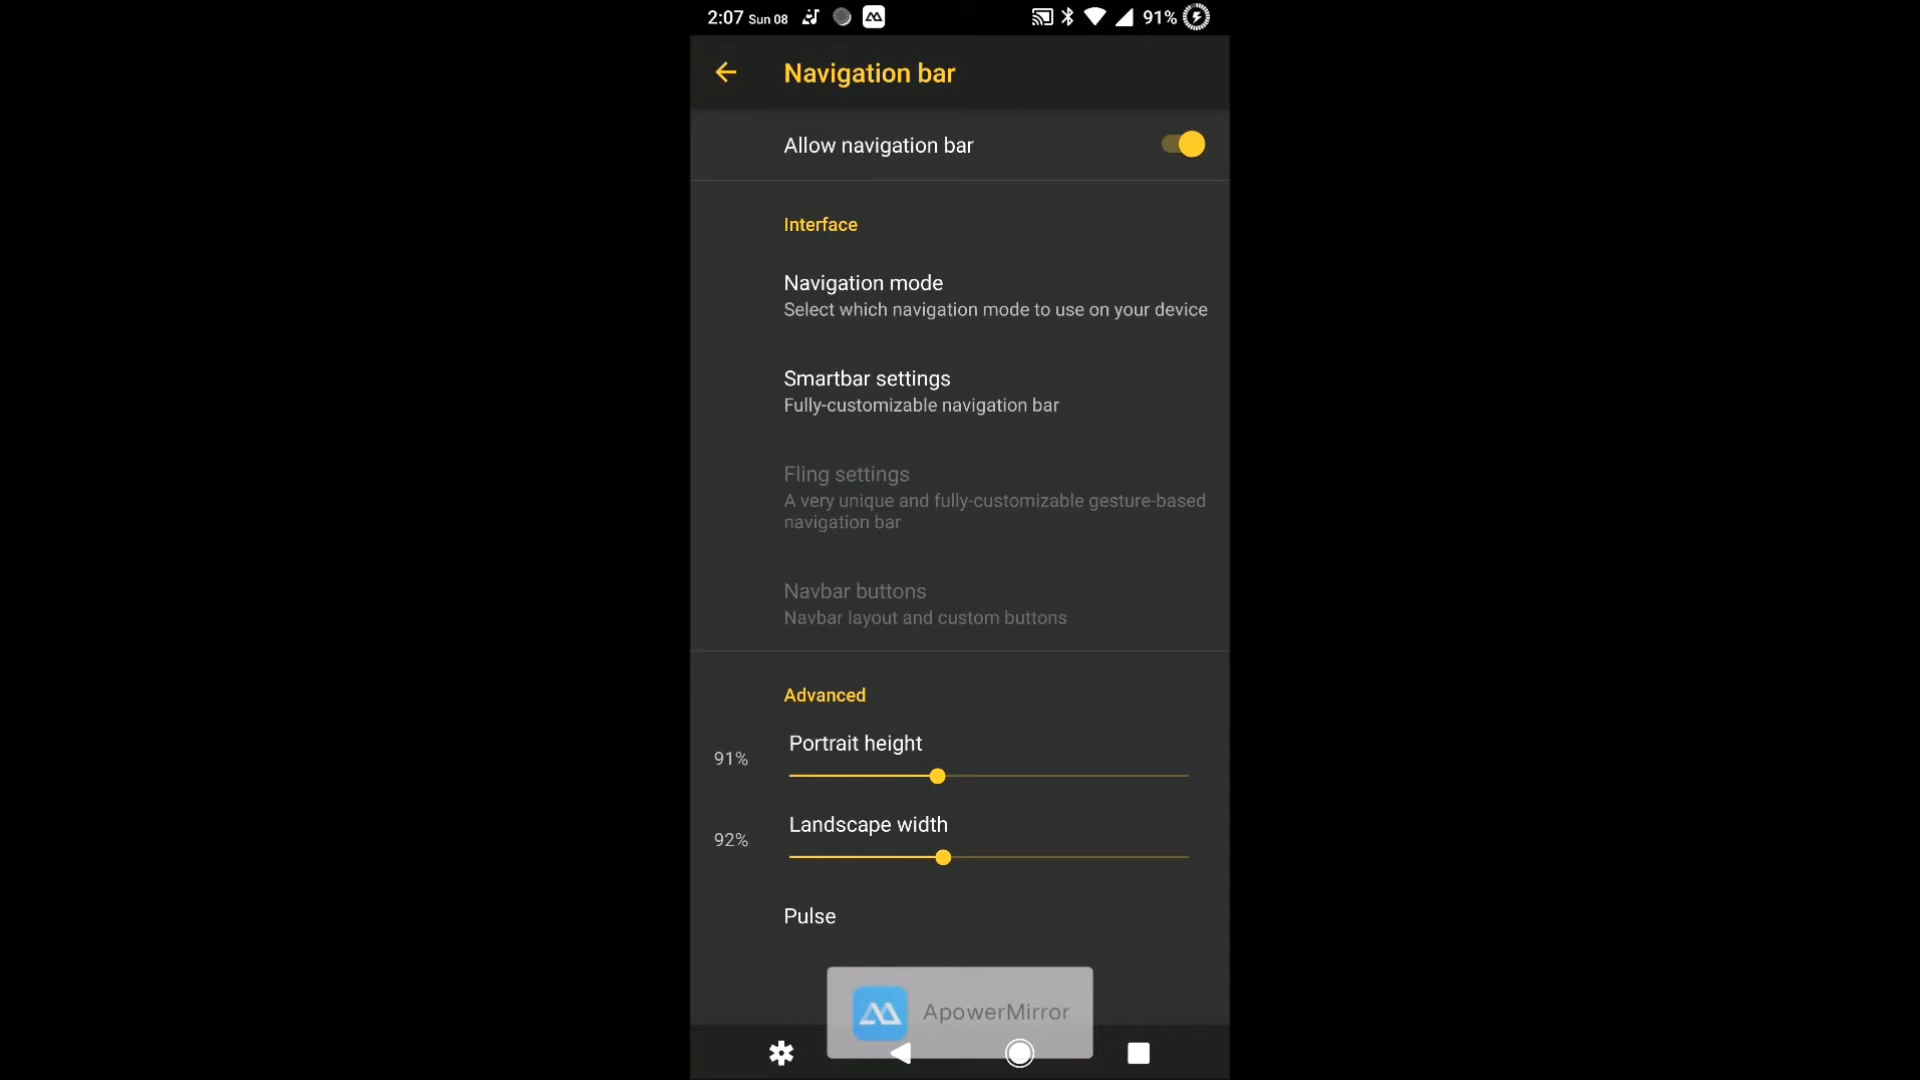 2:07 Sun 08
91%
Navigation bar
Allow navigation bar
Interface
Navigation mode
Select which navigation mode to use on your device
Smartbar settings
Fully-customizable navigation bar
Fling settings
A very unique and fully-customizable gesture-based
navigation bar
Navbar buttons
Navbar layout and custom buttons
Advanced
Portrait height
91%
Landscape width
92%
Pulse
ApowerMirror